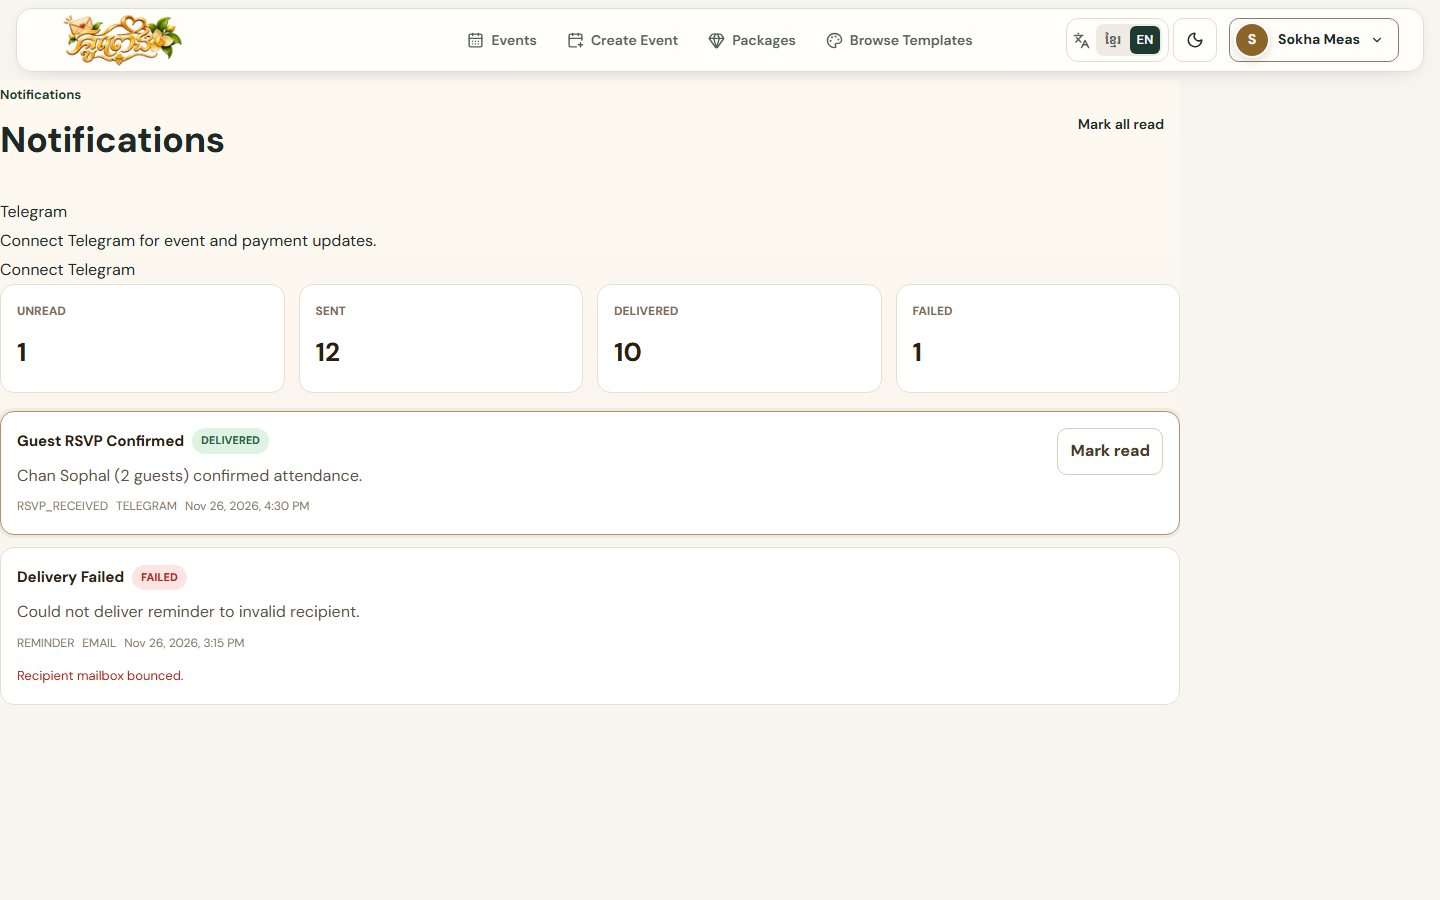 Events
Create Event
Packages
Browse Templates
ខ្មែរ
EN
S
Sokha Meas
Notifications
Notifications
Mark all read
Telegram
Connect Telegram for event and payment updates.
Connect Telegram
UNREAD
1
SENT
12
DELIVERED
10
FAILED
1
Guest RSVP Confirmed DELIVERED
Mark read
Chan Sophal (2 guests) confirmed attendance.
RSVP_RECEIVED TELEGRAM Nov 26, 2026, 4:30 PM
Delivery Failed FAILED
Could not deliver reminder to invalid recipient.
REMINDER EMAIL Nov 26, 2026, 3:15 PM
Recipient mailbox bounced.